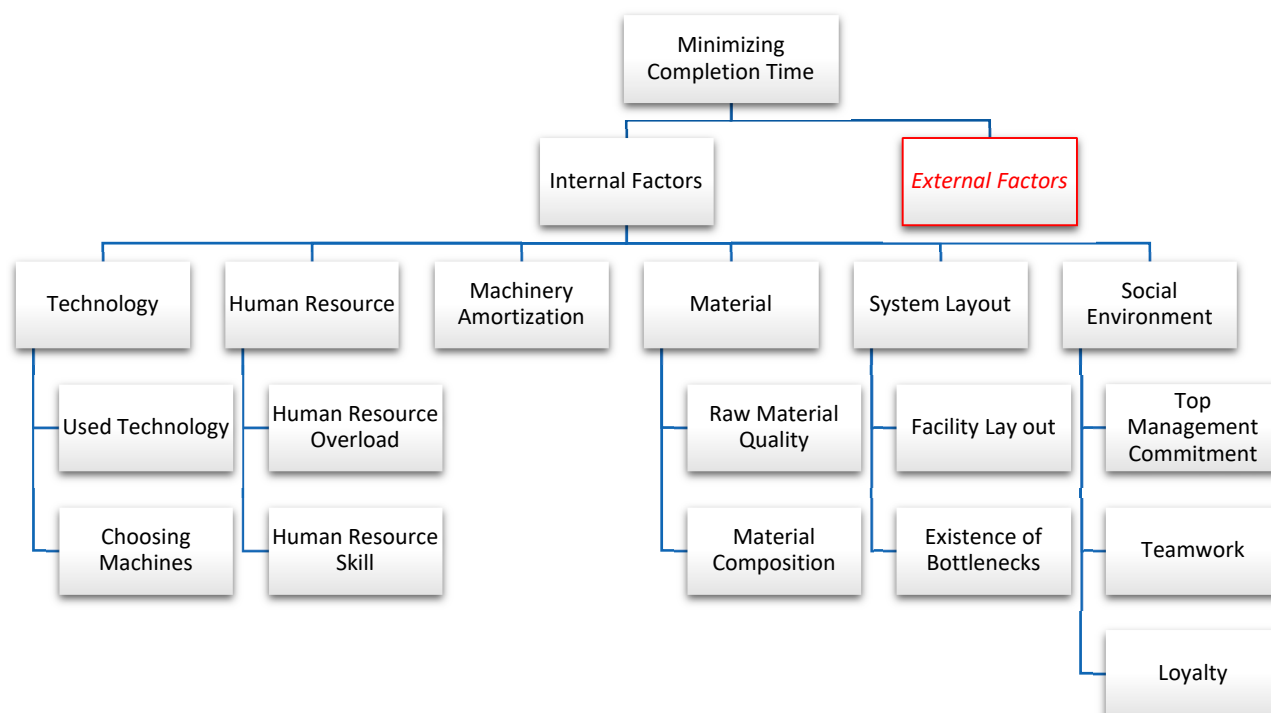 Minimizing
Completion Time
Internal Factors
External Factors
Technology
Human Resource
Machinery
Amortization
Material
System Layout
Social
Environment
Used Technology
Human Resource
Overload
Raw Material
Quality
Facility Lay out
Top
Management
Commitment
Choosing
Machines
Human Resource
Skill
Material
Composition
Existence of
Bottlenecks
Teamwork
Loyalty